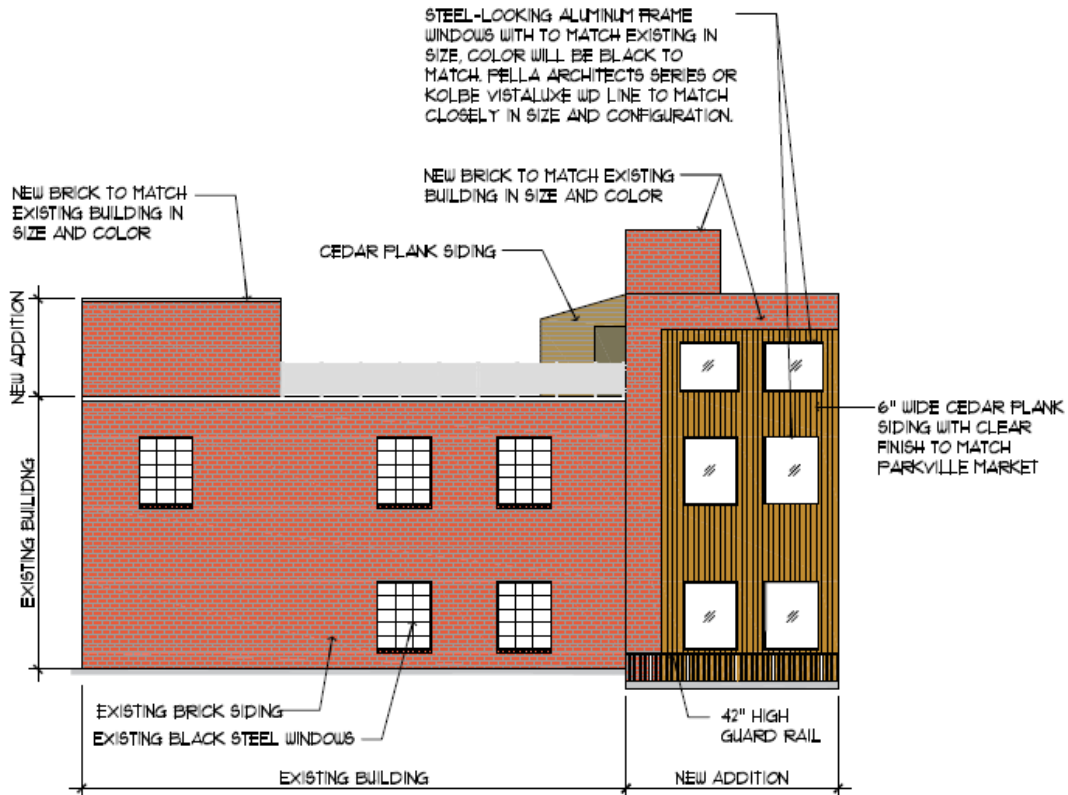 STEEL-LOOKING ALUMINUM FRAME
WINDOWS WITH TO MATCH EXISTING IN
SIZE, COLOR WILL BE BLACK TO
MATCH. PELLA ARCHITECTS SERIES OR
KOLBE VISTALUXE WD LINE TO MATCH
CLOSELY IN SIZE AND CONFIGURATION.
NEW BRICK TO MATCH EXISTING
BUILDING IN SIZE AND COLOR
NEW BRICK TO MATCH
EXISTING BUILDING IN
SIZE AND COLOR
CEDAR PLANK SIDING
NEW ADDITION
6" WIDE CEDAR PLANK
SIDING WITH CLEAR
FINISH TO MATCH
PARKVILLE MARKET
EXISTING BUILIDNG
EXISTING BRICK SIDING
EXISTING BLACK STEEL WINDOWS
42" HIGH
GUARD RAIL
EXISTING BUILDING
NEW ADDITION